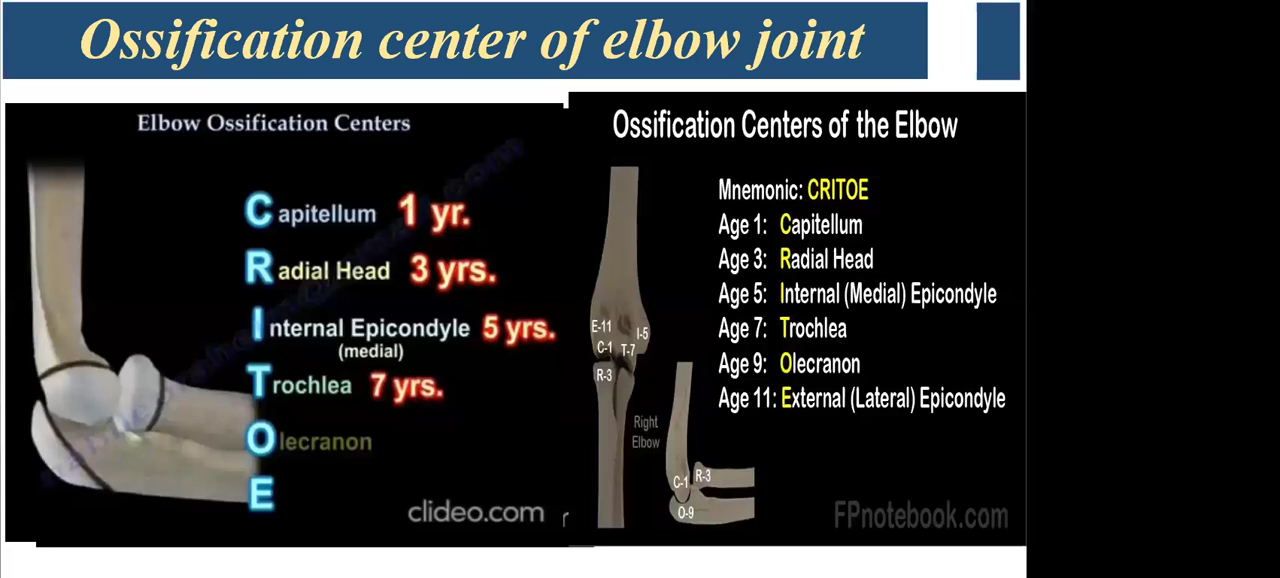 Ossification center of elbow joint
Elbow Ossification Centers
Capitellum 1 yr.
Radial Head 3 yrs.
Internal Epicondyle 5 yrs.
(medial)
Trochlea 7 yrs.
Olecranon
E
clideo.com
Ossification Centers of the Elbow
Mnemonic: CRITOE
Age 1: Capitellum
Age 3: Radial Head
Age 5: Internal (Medial) Epicondyle
Age 7: Trochlea
Age 9: Olecranon
Age 11: External (Lateral) Epicondyle
E-11
I-5
C-1
T-7
R-3
Right
Elbow
C-1
R-3
O-9
FPnotebook.com